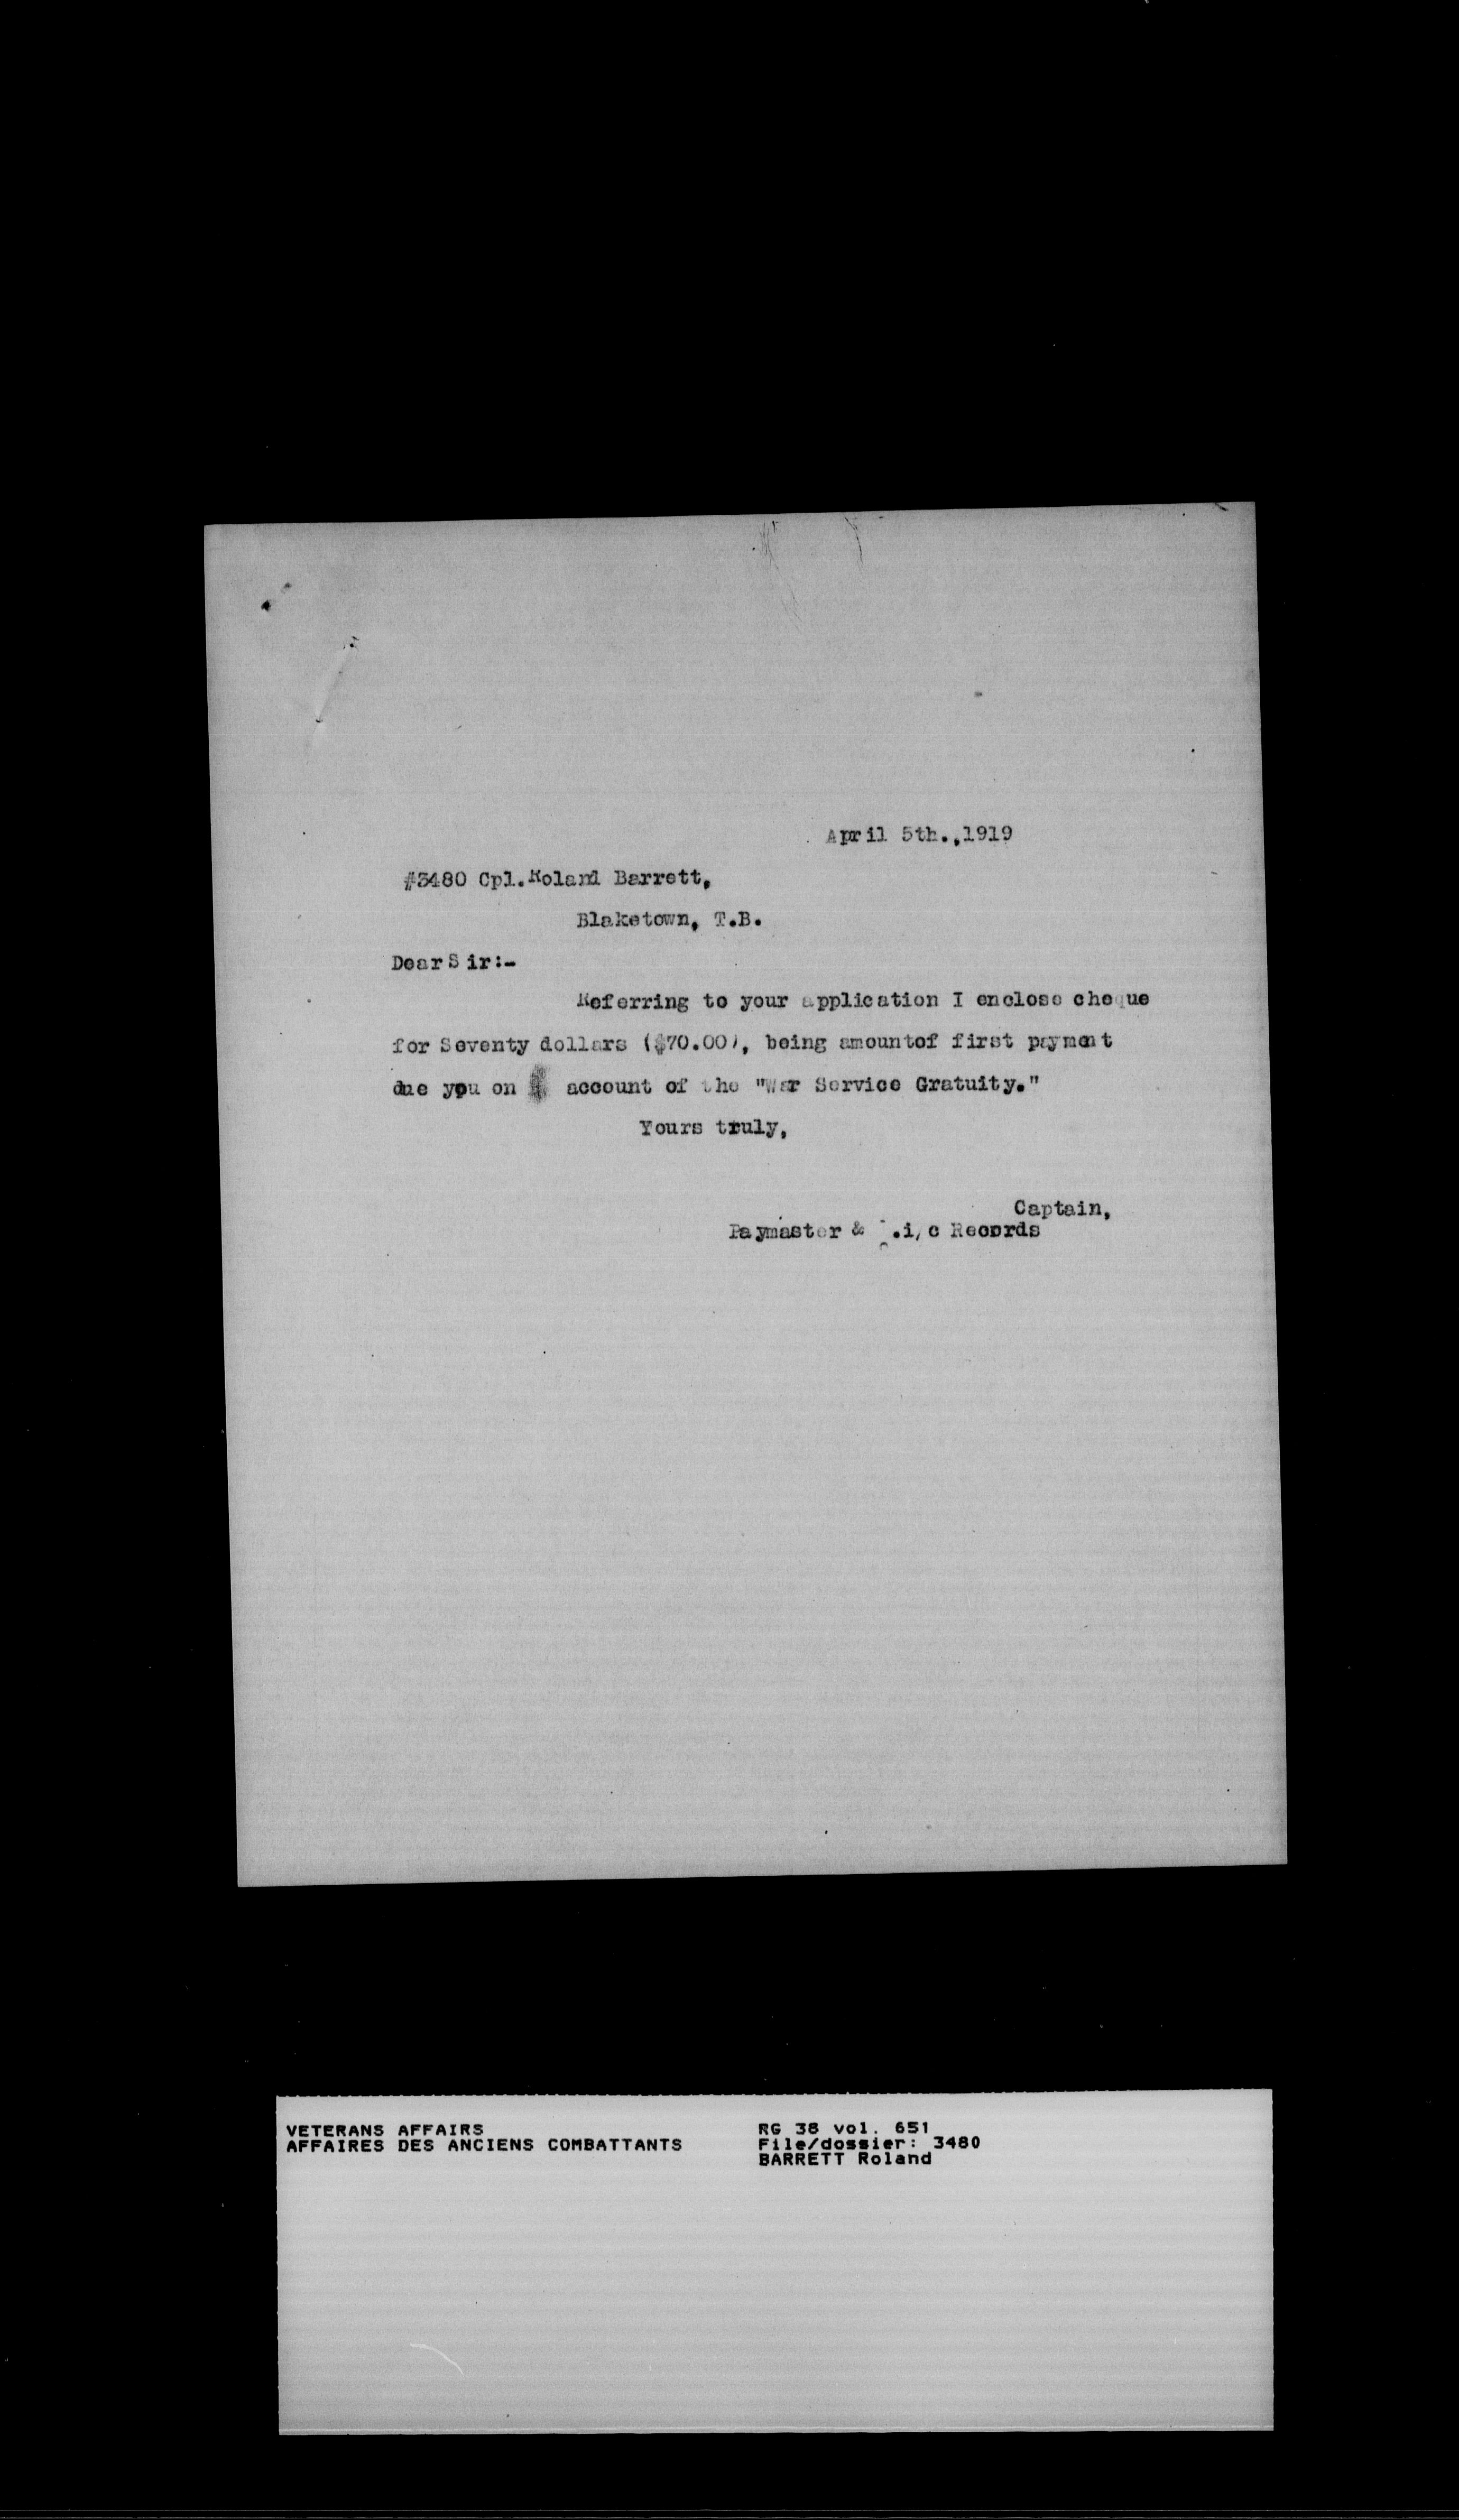 April 5th.,1919
#3480 Cpl.Roland Barrett,
Blaketown, T.B.
Dear Sir:-
Referring to your application I enclose cheque
for Seventy dollars ($70.00), being amountof first payment
due you on account of the "War Service Gratuity."
Yours truly,
Captain,
Paymaster & O.i/c Records
VETERANS AFFAIRS
AFFAIRES DES ANCIENS COMBATTANTS
RG 38 vol. 651
File/dossier: 3480
BARRETT Roland